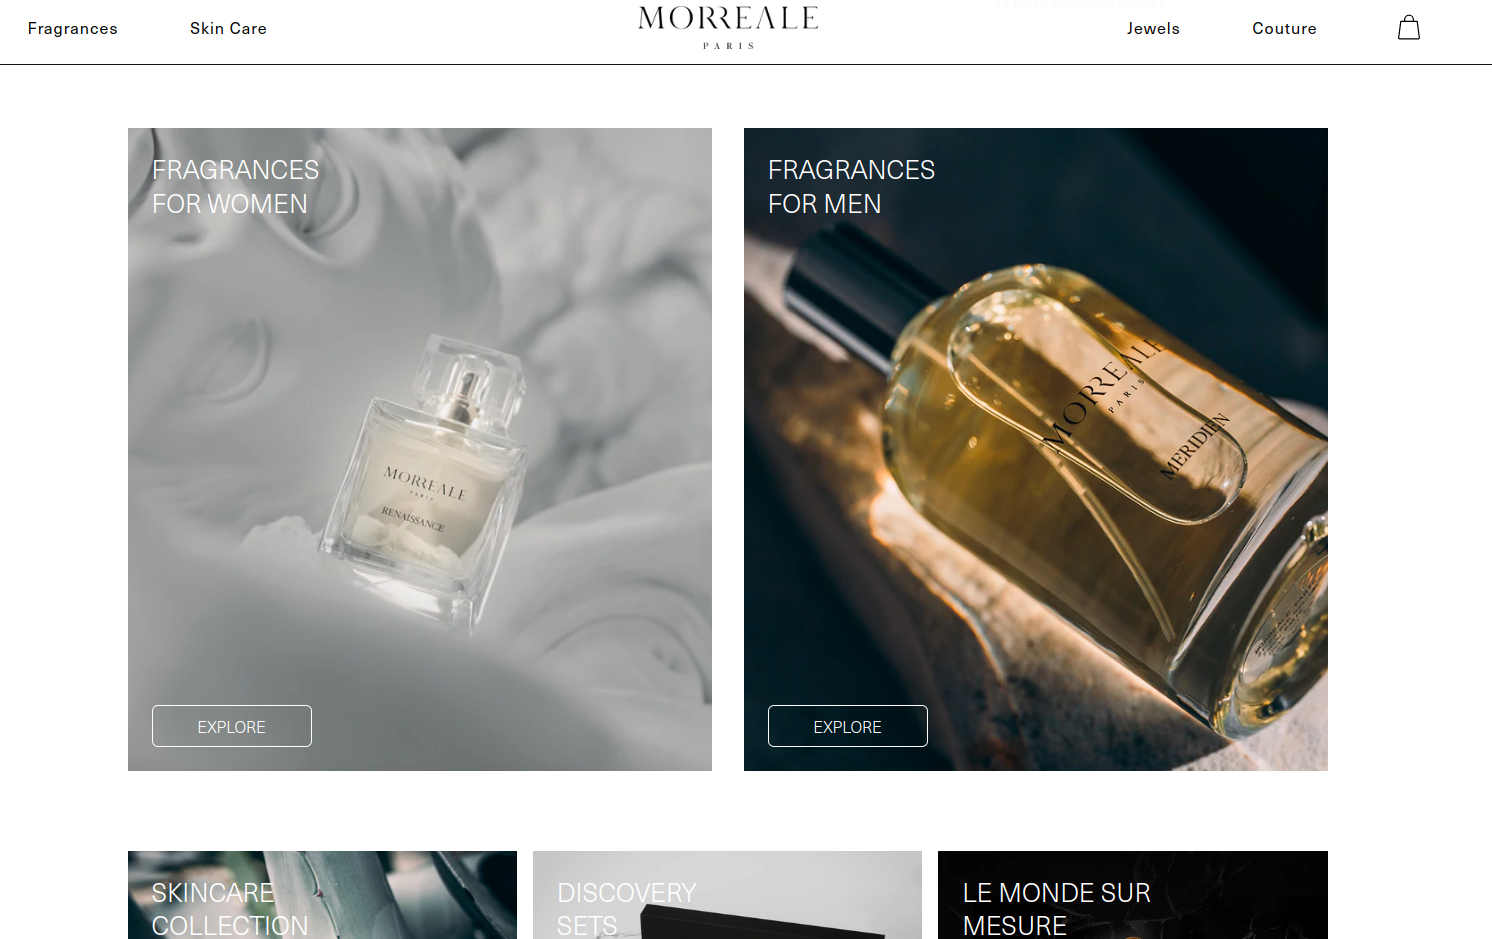 Fragrances
Skin Care
MORREALE
PARIS
Jewels
Couture
FRAGRANCES
FOR WOMEN
MORREALE
PARIS
RENAISSANCE
EXPLORE
FRAGRANCES
FOR MEN
MORREALE
PARIS
MERIDIEN
EXPLORE
SKINCARE
COLLECTION
DISCOVERY
SETS
LE MONDE SUR
MESURE